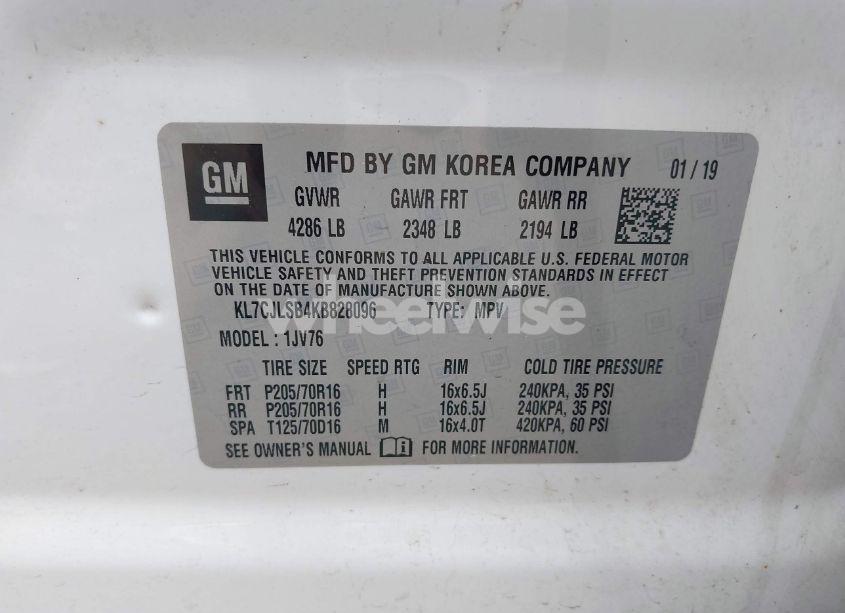 GM MFD BY GM KOREA COMPANY 01 / 19
GVWR GAWR FRT GAWR RR
4286 LB 2348 LB 2194 LB
THIS VEHICLE CONFORMS TO ALL APPLICABLE U.S. FEDERAL MOTOR
VEHICLE SAFETY AND THEFT PREVENTION STANDARDS IN EFFECT
ON THE DATE OF MANUFACTURE SHOWN ABOVE.
KL7CJLSB4KB828096 TYPE: MPV
wheelwise
MODEL : 1JV76
TIRE SIZE SPEED RTG RIM COLD TIRE PRESSURE
FRT P205/70R16 H 16x6.5J 240KPA, 35 PSI
RR P205/70R16 H 16x6.5J 240KPA, 35 PSI
SPA T125/70D16 M 16x4.0T 420KPA, 60 PSI
SEE OWNER'S MANUAL FOR MORE INFORMATION.